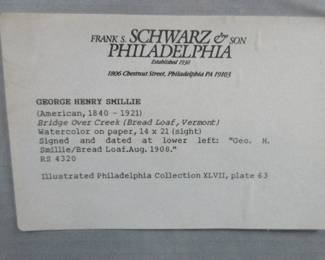 FRANK S. SCHWARZ & SON
PHILADELPHIA
Established 1930
1806 Chestnut Street, Philadelphia PA 19103
GEORGE HENRY SMILLIE
(American, 1840 - 1921)
Bridge Over Creek (Bread Loaf, Vermont)
Watercolor on paper, 14 x 21 (sight)
Signed and dated at lower left: "Geo. H.
Smillie/Bread Loaf.Aug. 1908."
RS 4320
Illustrated Philadelphia Collection XLVII, plate 63